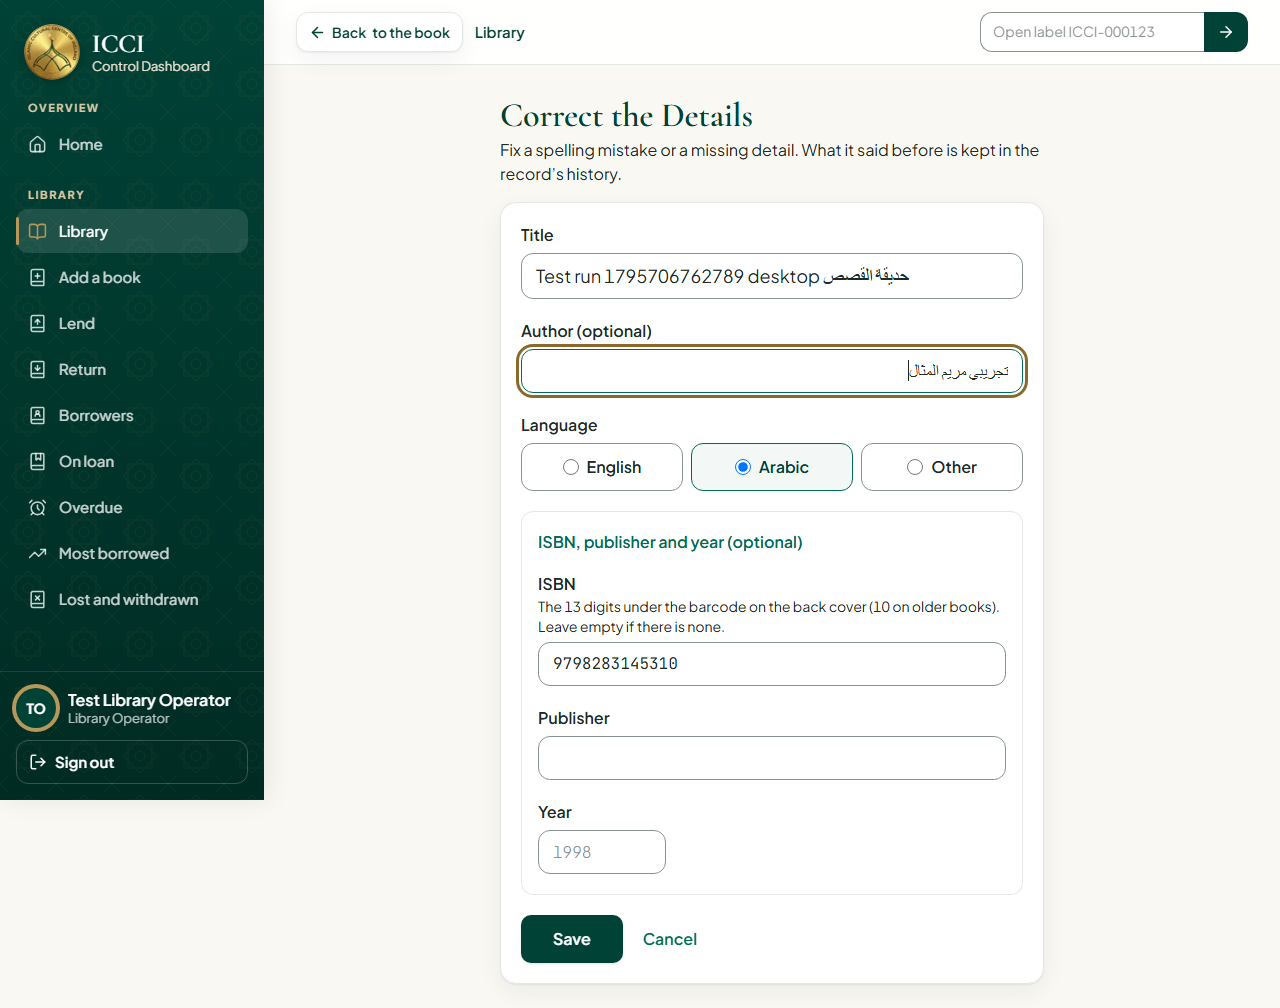 ICCI
Control Dashboard
OVERVIEW
Home
LIBRARY
Library
Add a book
Lend
Return
Borrowers
On loan
Overdue
Most borrowed
Lost and withdrawn
TO
Test Library Operator
Library Operator
Sign out
Back to the book
Library
Open label ICCI-000123
Correct the Details
Fix a spelling mistake or a missing detail. What it said before is kept in the
record’s history.
Title
Test run 1795706762789 desktop حديقة القصص
Author (optional)
تجريبي مريم المثال
Language
English
Arabic
Other
ISBN, publisher and year (optional)
ISBN
The 13 digits under the barcode on the back cover (10 on older books).
Leave empty if there is none.
9798283145310
Publisher
Year
1998
Save
Cancel